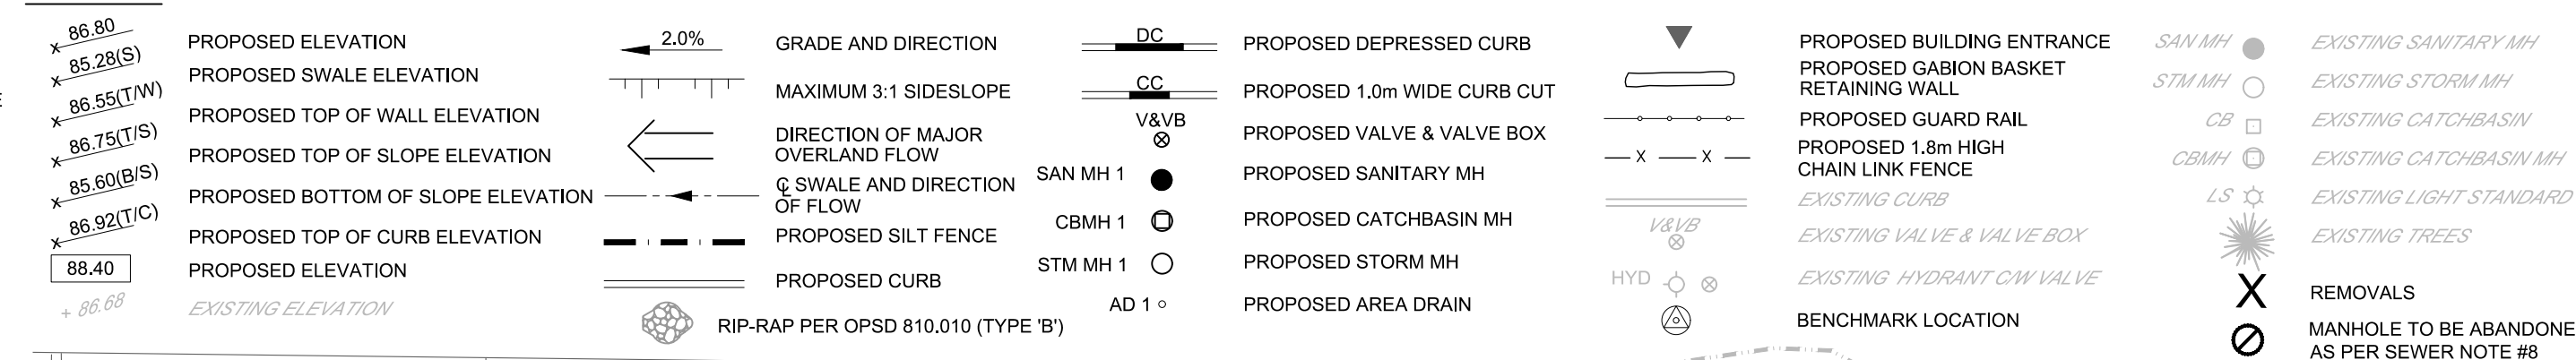 86.80
PROPOSED ELEVATION
85.28(S)
PROPOSED SWALE ELEVATION
86.55(T/W)
PROPOSED TOP OF WALL ELEVATION
86.75(T/S)
PROPOSED TOP OF SLOPE ELEVATION
85.60(B/S)
PROPOSED BOTTOM OF SLOPE ELEVATION
86.92(T/C)
PROPOSED TOP OF CURB ELEVATION
88.40
PROPOSED ELEVATION
+ 86.68
EXISTING ELEVATION
2.0%
GRADE AND DIRECTION
MAXIMUM 3:1 SIDESLOPE
DIRECTION OF MAJOR
OVERLAND FLOW
℄ SWALE AND DIRECTION
OF FLOW
PROPOSED SILT FENCE
PROPOSED CURB
RIP-RAP PER OPSD 810.010 (TYPE 'B')
DC
PROPOSED DEPRESSED CURB
CC
PROPOSED 1.0m WIDE CURB CUT
V&VB
PROPOSED VALVE & VALVE BOX
SAN MH 1
PROPOSED SANITARY MH
CBMH 1
PROPOSED CATCHBASIN MH
STM MH 1
PROPOSED STORM MH
AD 1
PROPOSED AREA DRAIN
PROPOSED BUILDING ENTRANCE
PROPOSED GABION BASKET
RETAINING WALL
PROPOSED GUARD RAIL
X X
PROPOSED 1.8m HIGH
CHAIN LINK FENCE
EXISTING CURB
V&VB
EXISTING VALVE & VALVE BOX
HYD
EXISTING HYDRANT C/W VALVE
BENCHMARK LOCATION
SAN MH
EXISTING SANITARY MH
STM MH
EXISTING STORM MH
CB
EXISTING CATCHBASIN
CBMH
EXISTING CATCHBASIN MH
LS
EXISTING LIGHT STANDARD
EXISTING TREES
X
REMOVALS
MANHOLE TO BE ABANDONE
AS PER SEWER NOTE #8